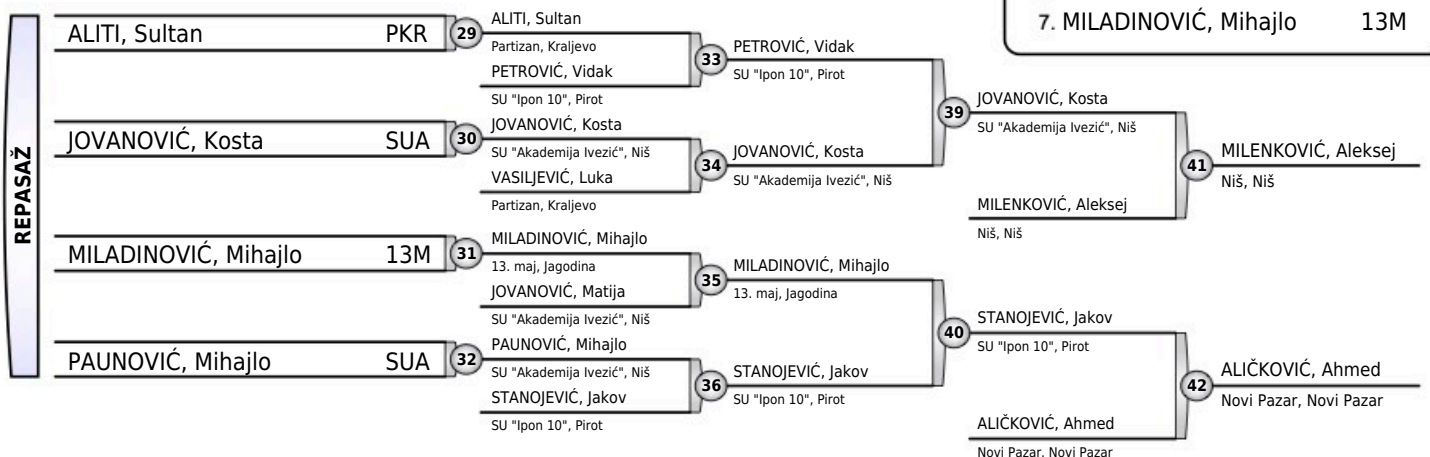 7. MILADINOVIĆ, Mihajlo 13M
REPASAŽ
ALITI, Sultan PKR
JOVANOVIĆ, Kosta SUA
MILADINOVIĆ, Mihajlo 13M
PAUNOVIĆ, Mihajlo SUA
29
ALITI, Sultan
Partizan, Kraljevo
PETROVIĆ, Vidak
SU "Ipon 10", Pirot
30
JOVANOVIĆ, Kosta
SU "Akademija Ivezić", Niš
VASILJEVIĆ, Luka
Partizan, Kraljevo
31
MILADINOVIĆ, Mihajlo
13. maj, Jagodina
JOVANOVIĆ, Matija
SU "Akademija Ivezić", Niš
32
PAUNOVIĆ, Mihajlo
SU "Akademija Ivezić", Niš
STANOJEVIĆ, Jakov
SU "Ipon 10", Pirot
33
PETROVIĆ, Vidak
SU "Ipon 10", Pirot
34
JOVANOVIĆ, Kosta
SU "Akademija Ivezić", Niš
35
MILADINOVIĆ, Mihajlo
13. maj, Jagodina
36
STANOJEVIĆ, Jakov
SU "Ipon 10", Pirot
39
JOVANOVIĆ, Kosta
SU "Akademija Ivezić", Niš
MILENKOVIĆ, Aleksej
Niš, Niš
40
STANOJEVIĆ, Jakov
SU "Ipon 10", Pirot
ALIČKOVIĆ, Ahmed
Novi Pazar, Novi Pazar
41
MILENKOVIĆ, Aleksej
Niš, Niš
42
ALIČKOVIĆ, Ahmed
Novi Pazar, Novi Pazar